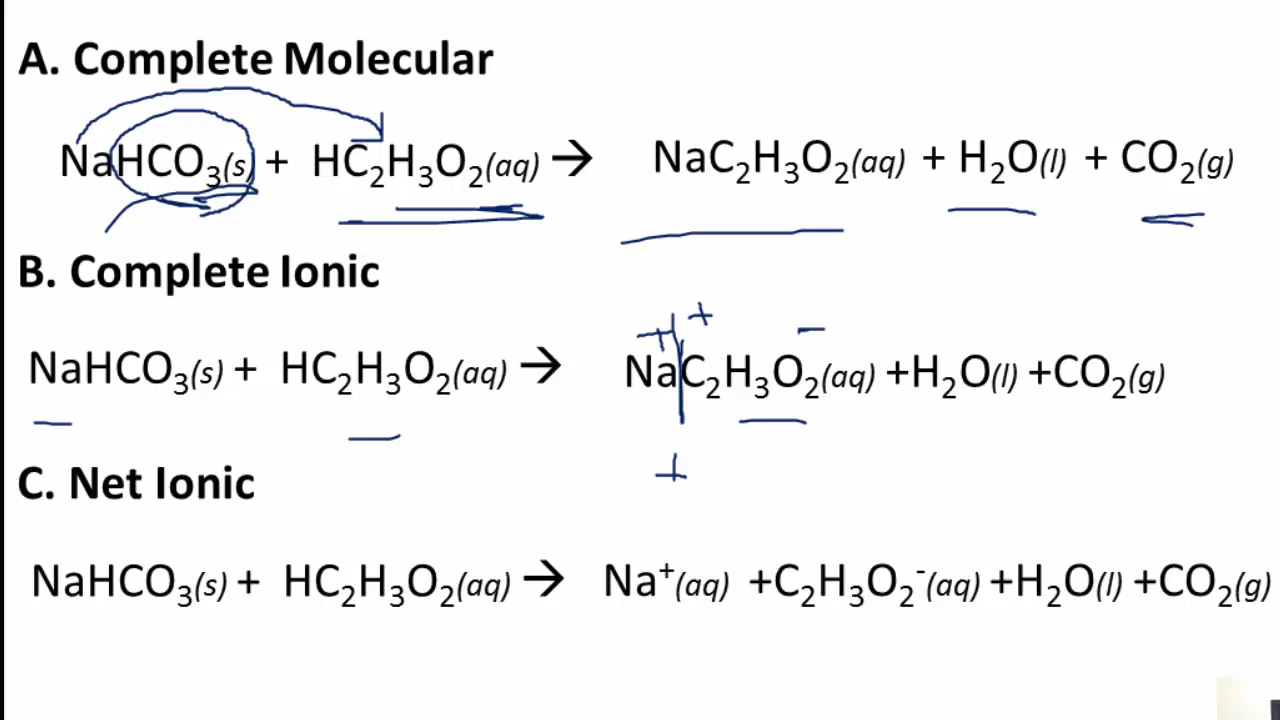 A. Complete Molecular
NaHCO₃(s) + HC₂H₃O₂(aq) → NaC₂H₃O₂(aq) + H₂O(l) + CO₂(g)
B. Complete Ionic
+ + −
NaHCO₃(s) + HC₂H₃O₂(aq) → NaC₂H₃O₂(aq) +H₂O(l) +CO₂(g)
+
C. Net Ionic
NaHCO₃(s) + HC₂H₃O₂(aq) → Na⁺(aq) +C₂H₃O₂⁻(aq) +H₂O(l) +CO₂(g)